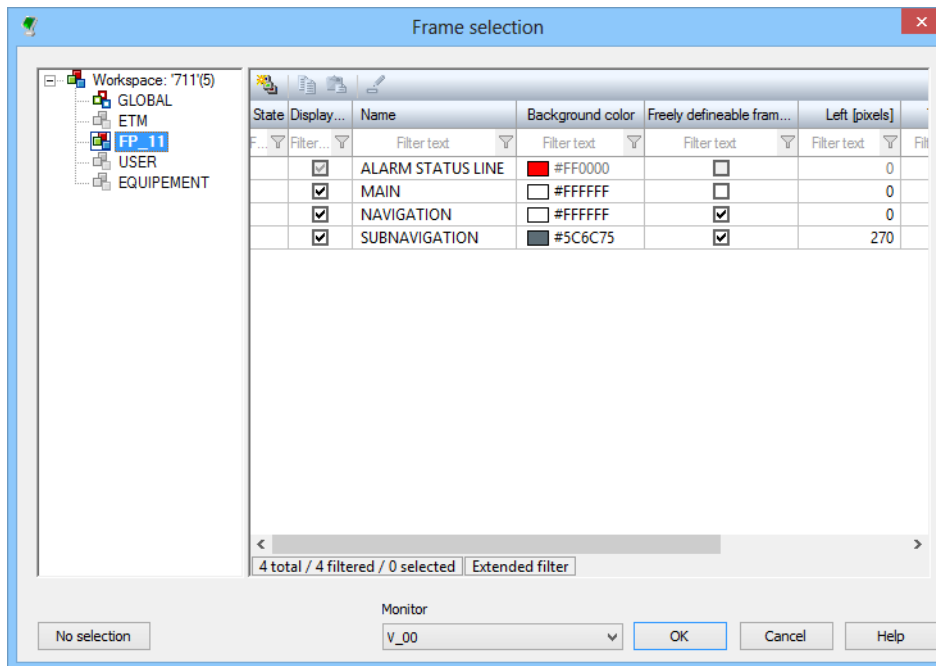 Frame selection
Workspace: '711'(5)
GLOBAL
ETM
FP_11
USER
EQUIPEMENT
State Display... Name Background color Freely defineable fram... Left [pixels]
F... Filter... Filter text Filter text Filter text Filter text Fil
ALARM STATUS LINE #FF0000 0
MAIN #FFFFFF 0
NAVIGATION #FFFFFF 0
SUBNAVIGATION #5C6C75 270
4 total / 4 filtered / 0 selected Extended filter
Monitor
No selection V_00 OK Cancel Help